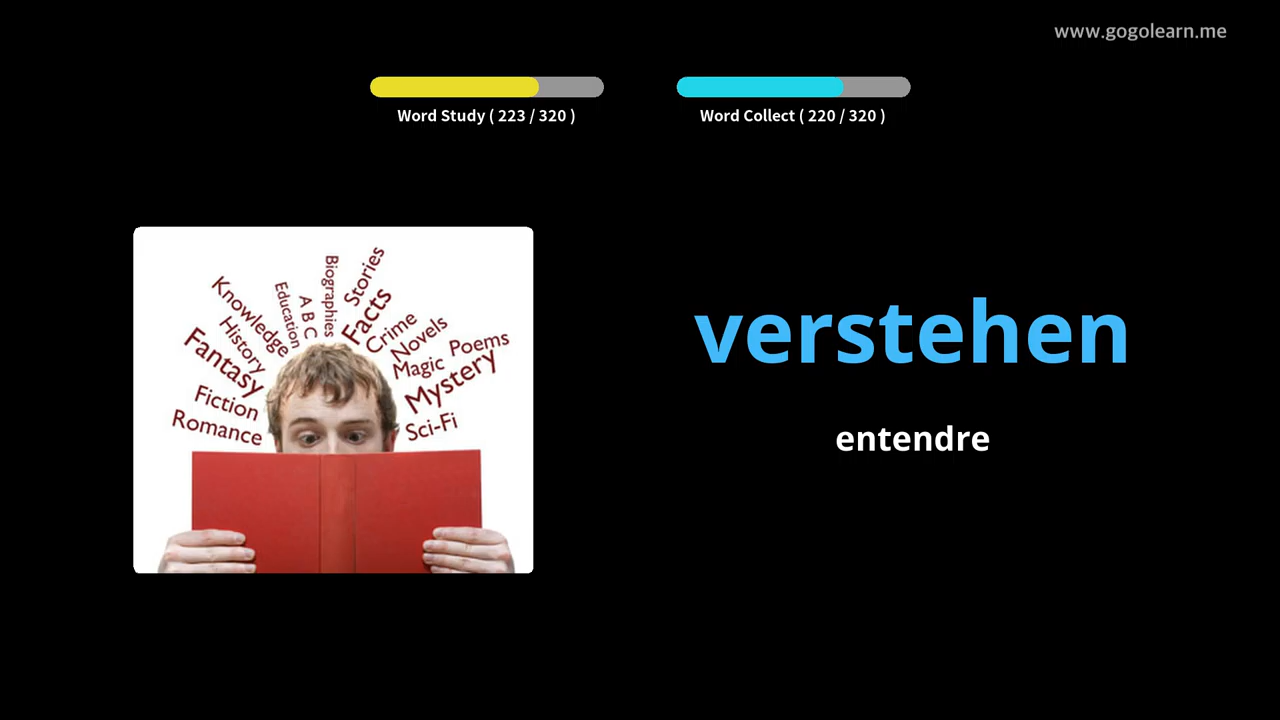 www.gogolearn.me
Word Study ( 223 / 320 )
Word Collect ( 220 / 320 )
Knowledge
Education
A B C
Biographies
Stories
Facts
Crime
Novels
Poems
History
Magic
Fantasy
Mystery
Fiction
Sci-Fi
Romance
verstehen
entendre